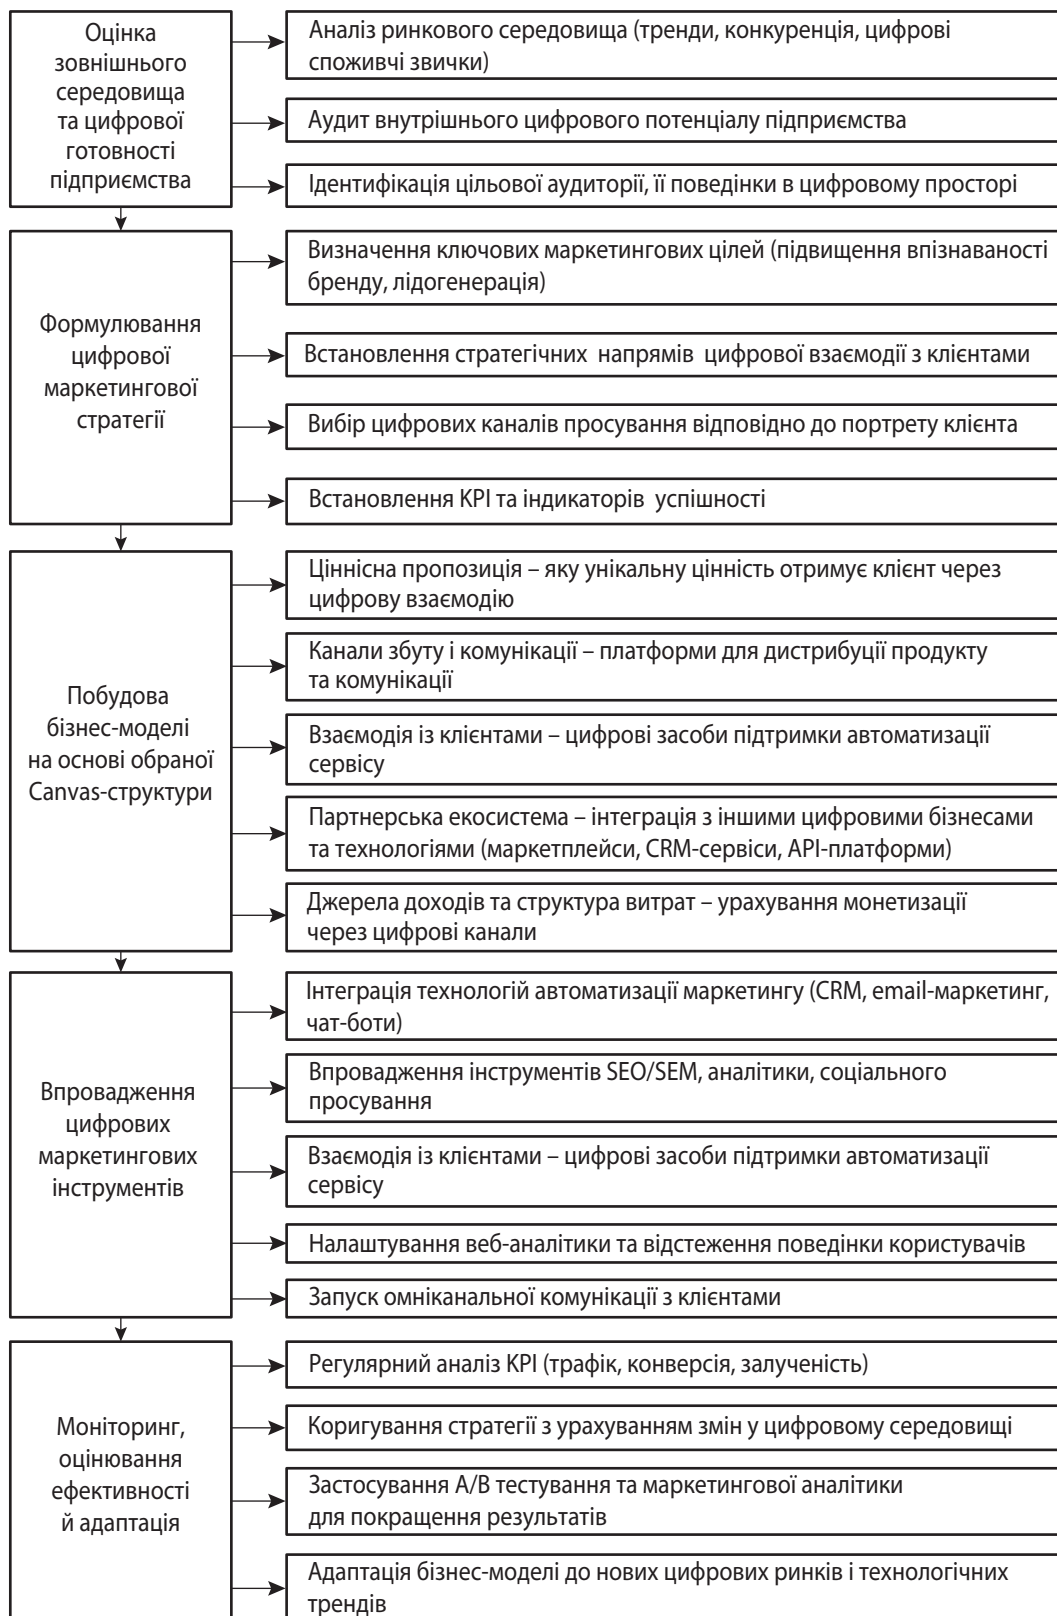 Оцінка
зовнішнього
середовища
та цифрової
готовності
підприємства
Аналіз ринкового середовища (тренди, конкуренція, цифрові
споживчі звички)
Аудит внутрішнього цифрового потенціалу підприємства
Ідентифікація цільової аудиторії, її поведінки в цифровому просторі
Формулювання
цифрової
маркетингової
стратегії
Визначення ключових маркетингових цілей (підвищення впізнаваності
бренду, лідогенерація)
Встановлення стратегічних напрямів цифрової взаємодії з клієнтами
Вибір цифрових каналів просування відповідно до портрету клієнта
Встановлення KPI та індикаторів успішності
Побудова
бізнес-моделі
на основі обраної
Canvas-структури
Ціннісна пропозиція – яку унікальну цінність отримує клієнт через
цифрову взаємодію
Канали збуту і комунікації – платформи для дистрибуції продукту
та комунікації
Взаємодія із клієнтами – цифрові засоби підтримки автоматизації
сервісу
Партнерська екосистема – інтеграція з іншими цифровими бізнесами
та технологіями (маркетплейси, CRM-сервіси, API-платформи)
Джерела доходів та структура витрат – урахування монетизації
через цифрові канали
Впровадження
цифрових
маркетингових
інструментів
Інтеграція технологій автоматизації маркетингу (CRM, email-маркетинг,
чат-боти)
Впровадження інструментів SEO/SEM, аналітики, соціального
просування
Взаємодія із клієнтами – цифрові засоби підтримки автоматизації
сервісу
Налаштування веб-аналітики та відстеження поведінки користувачів
Запуск омніканальної комунікації з клієнтами
Моніторинг,
оцінювання
ефективності
й адаптація
Регулярний аналіз KPI (трафік, конверсія, залученість)
Коригування стратегії з урахуванням змін у цифровому середовищі
Застосування A/B тестування та маркетингової аналітики
для покращення результатів
Адаптація бізнес-моделі до нових цифрових ринків і технологічних
трендів